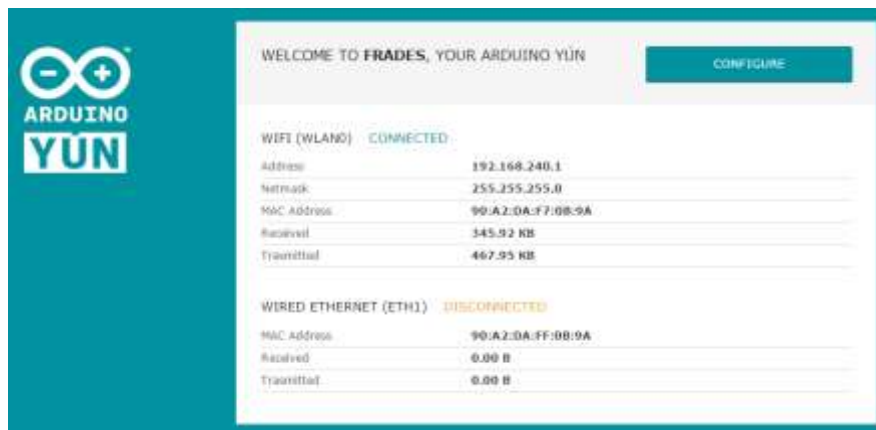 ARDUINO
YÚN
WELCOME TO FRADES, YOUR ARDUINO YÚN
CONFIGURE
WIFI (WLAN0) CONNECTED
Address 192.168.240.1
Netmask 255.255.255.0
MAC Address 90:A2:DA:F7:0B:9A
Received 345.92 KB
Trasmitted 467.95 KB
WIRED ETHERNET (ETH1) DISCONNECTED
MAC Address 90:A2:DA:FF:0B:9A
Received 0.00 B
Trasmitted 0.00 B